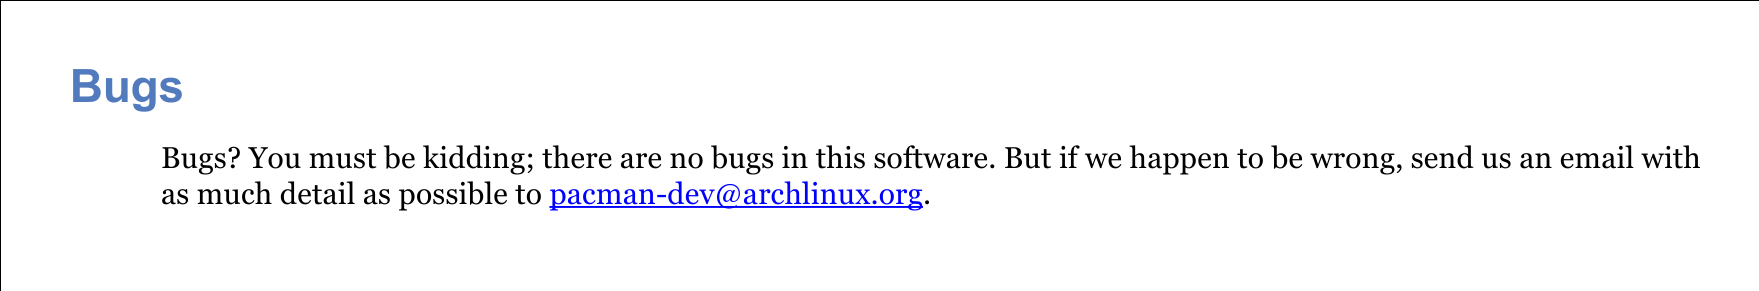 Bugs
Bugs? You must be kidding; there are no bugs in this software. But if we happen to be wrong, send us an email with
as much detail as possible to pacman-dev@archlinux.org.